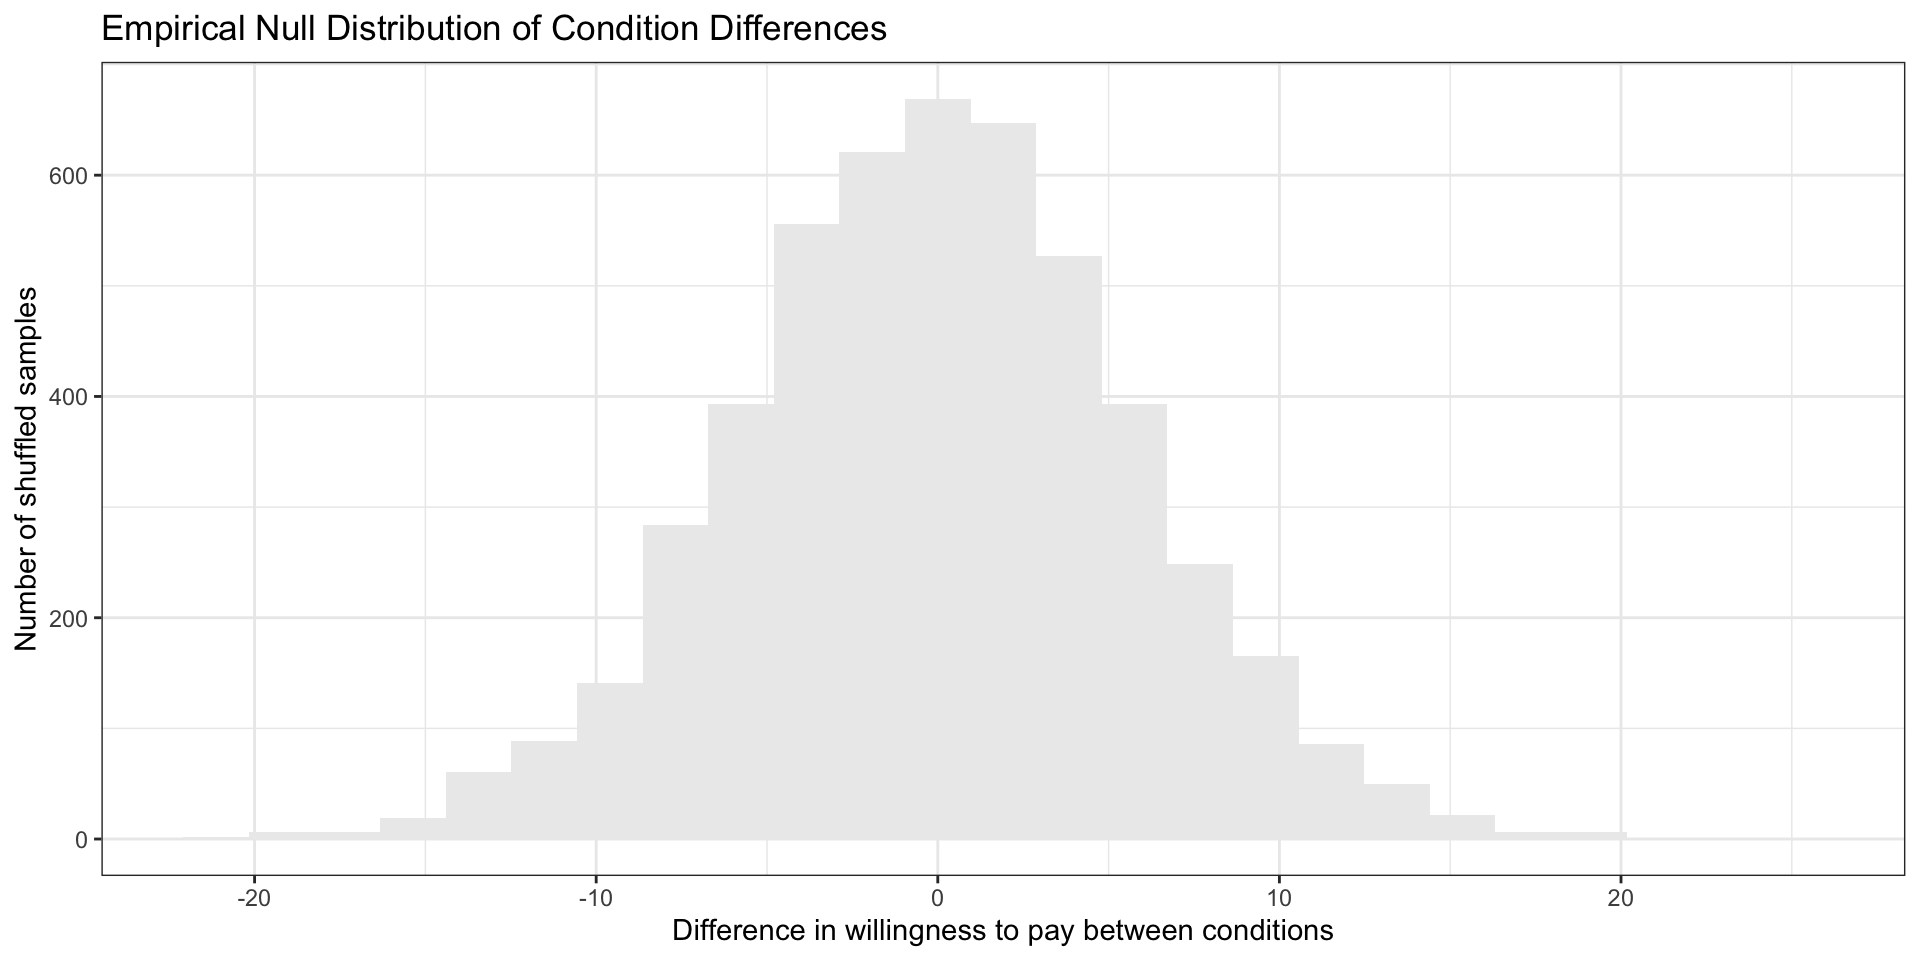 Empirical Null Distribution of Condition Differences
Number of shuffled samples
600
400
200
0
-20 -10 0 10 20
Difference in willingness to pay between conditions